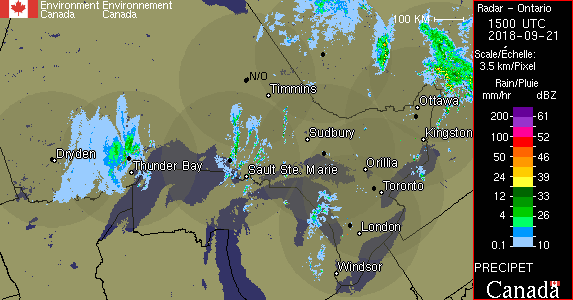 Environment Environnement
Canada Canada
100 KM
N/O
Timmins
Ottawa
Dryden
Thunder Bay
Sudbury
Kingston
Sault Ste. Marie
Orillia
Toronto
London
Windsor
Radar - Ontario
1500 UTC
2018-09-21
Scale/Échelle:
3.5 km/Pixel
Rain/Pluie
mm/hr dBZ
200 61
100 52
50 46
24 39
12 34
4 26
0.1 10
PRECIPET
Canada